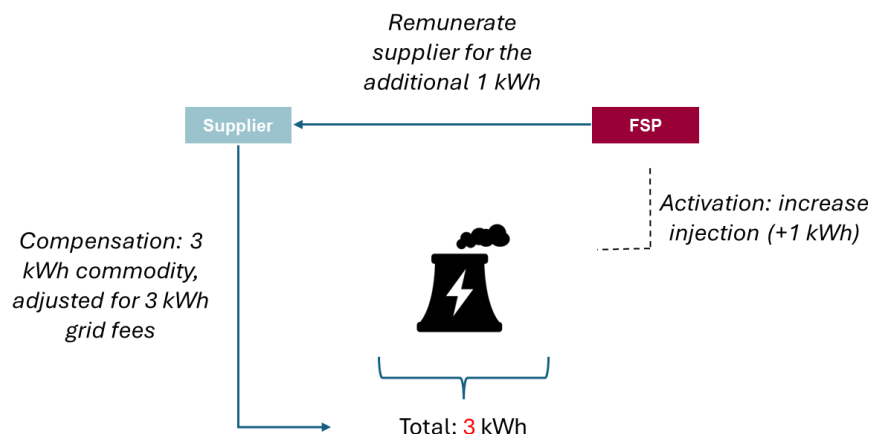 Remunerate
supplier for the
additional 1 kWh
Supplier
FSP
Activation: increase
injection (+1 kWh)
Compensation: 3
kWh commodity,
adjusted for 3 kWh
grid fees
Total: 3 kWh